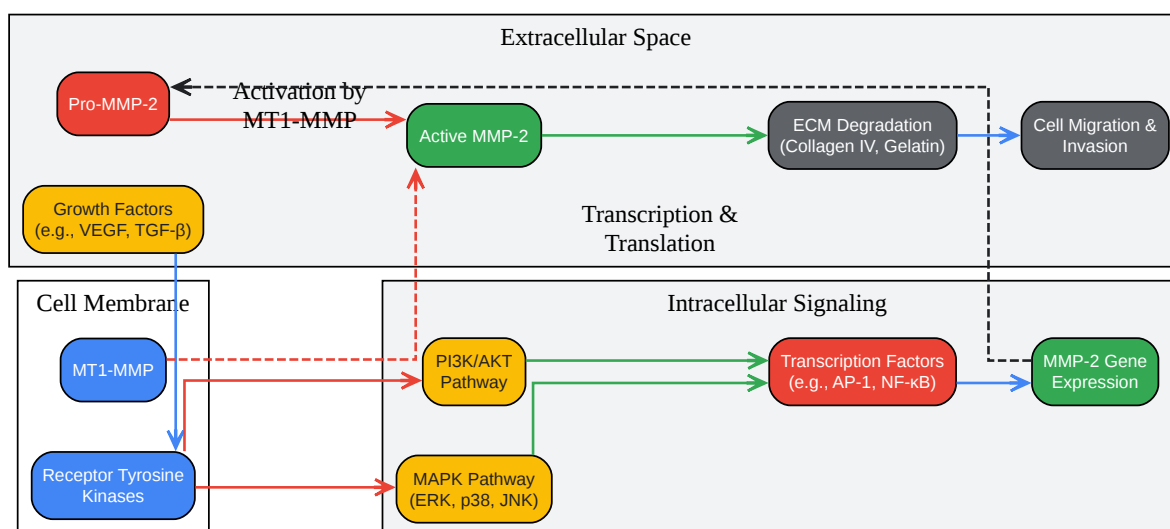 Extracellular Space
Pro-MMP-2
Activation by
MT1-MMP
Active MMP-2
ECM Degradation
(Collagen IV, Gelatin)
Cell Migration &
Invasion
Growth Factors
(e.g., VEGF, TGF-β)
Transcription &
Translation
Cell Membrane
MT1-MMP
Receptor Tyrosine
Kinases
Intracellular Signaling
PI3K/AKT
Pathway
Transcription Factors
(e.g., AP-1, NF-κB)
MMP-2 Gene
Expression
MAPK Pathway
(ERK, p38, JNK)